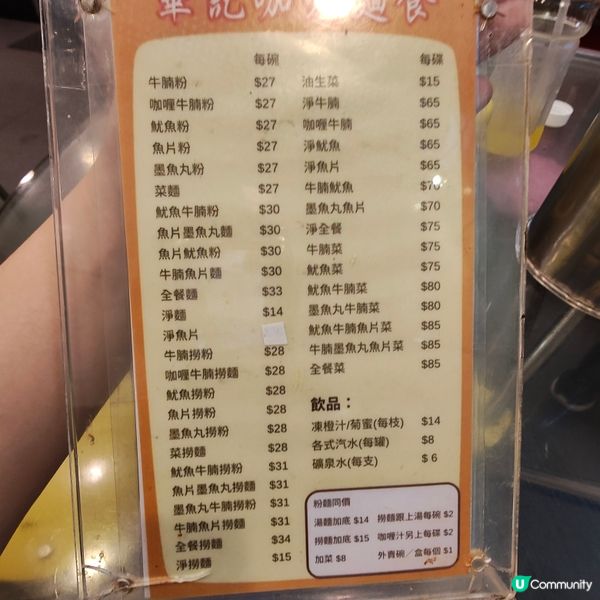 華記咖喱麵食
每碗
牛腩粉 $27
咖喱牛腩粉 $27
魷魚粉 $27
魚片粉 $27
墨魚丸粉 $27
菜麵 $27
魷魚牛腩粉 $30
魚片墨魚丸麵 $30
魚片魷魚粉 $30
牛腩魚片麵 $30
全餐麵 $33
淨麵 $14
淨魚片
牛腩撈粉 $28
咖喱牛腩撈麵 $28
魷魚撈粉 $28
魚片撈粉 $28
墨魚丸撈粉 $28
菜撈麵 $28
魷魚牛腩撈粉 $31
魚片墨魚丸撈麵 $31
墨魚丸牛腩撈粉 $31
牛腩魚片撈麵 $31
全餐撈麵 $34
淨撈麵 $15
每碟
油生菜 $15
淨牛腩 $65
咖喱牛腩 $65
淨魷魚 $65
淨魚片 $65
牛腩魷魚 $70
墨魚丸魚片 $70
淨全餐 $75
牛腩菜 $75
魷魚菜 $75
魷魚牛腩菜 $80
墨魚丸牛腩菜 $80
魷魚牛腩魚片菜 $85
牛腩墨魚丸魚片菜 $85
全餐菜 $85
飲品：
凍橙汁/菊蜜(每枝) $14
各式汽水(每罐) $8
礦泉水(每支) $ 6
粉麵同價
湯麵加底 $14 撈麵跟上湯每碗 $2
撈麵加底 $15 咖喱汁另上每碟 $2
加菜 $8 外賣碗／盒每個 $1
U Community